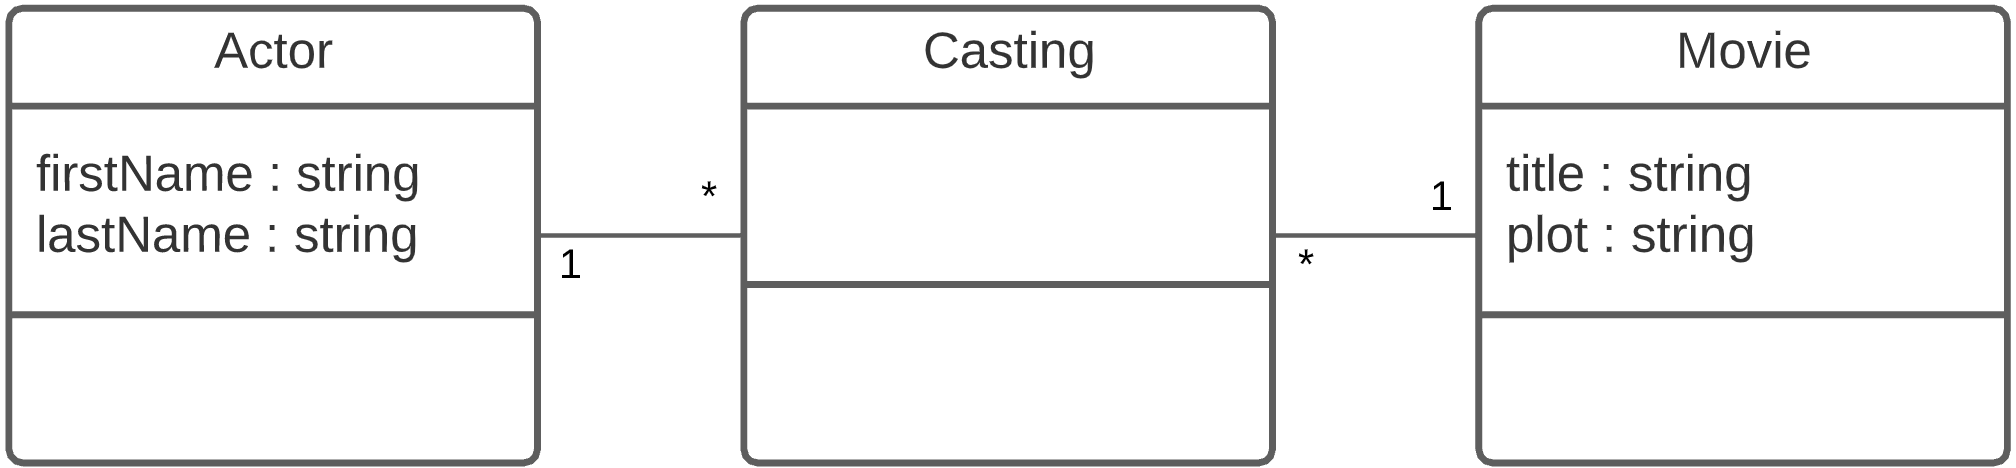 Actor
firstName : string
lastName : string
*
1
Casting
1
*
Movie
title : string
plot : string